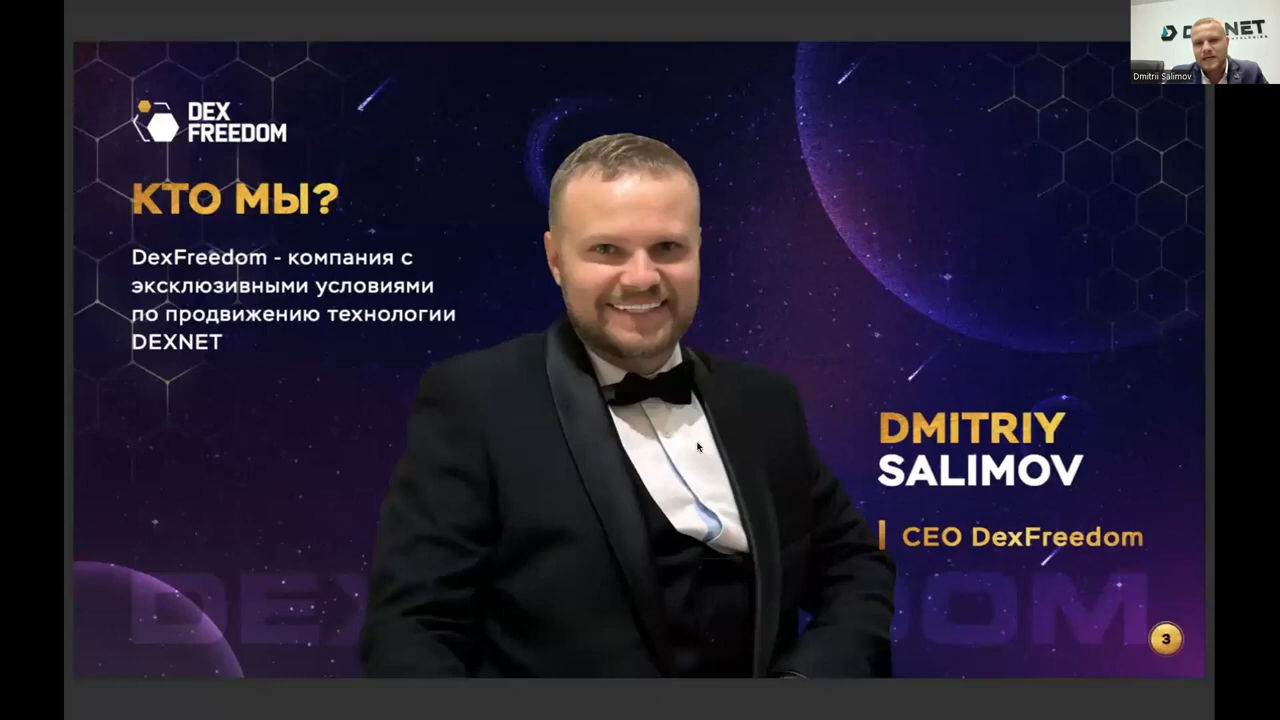 DEX
FREEDOM
КТО МЫ?
DexFreedom - компания с
эксклюзивными условиями
по продвижению технологии
DEXNET
DMITRIY
SALIMOV
CEO DexFreedom
3
Dmitrii Salimov